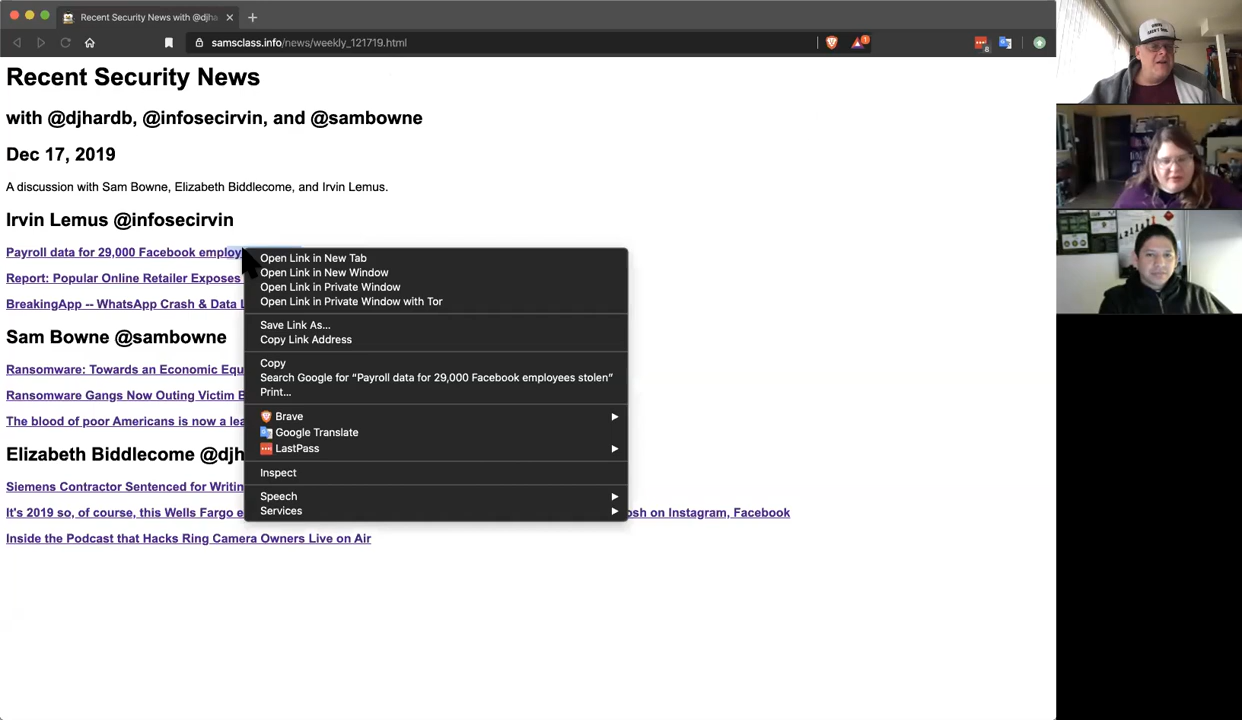 Recent Security News with @djha
samsclass.info/news/weekly_121719.html
1
8
Recent Security News
with @djhardb, @infosecirvin, and @sambowne
Dec 17, 2019
A discussion with Sam Bowne, Elizabeth Biddlecome, and Irvin Lemus.
Irvin Lemus @infosecirvin
Payroll data for 29,000 Facebook employ
Report: Popular Online Retailer Exposes
BreakingApp -- WhatsApp Crash & Data L
Sam Bowne @sambowne
Ransomware: Towards an Economic Equ
Ransomware Gangs Now Outing Victim B
The blood of poor Americans is now a lea
Elizabeth Biddlecome @djh
Siemens Contractor Sentenced for Writin
It's 2019 so, of course, this Wells Fargo e
osh on Instagram, Facebook
Inside the Podcast that Hacks Ring Camera Owners Live on Air
Open Link in New Tab
Open Link in New Window
Open Link in Private Window
Open Link in Private Window with Tor
Save Link As...
Copy Link Address
Copy
Search Google for “Payroll data for 29,000 Facebook employees stolen”
Print...
Brave
Google Translate
LastPass
Inspect
Speech
Services